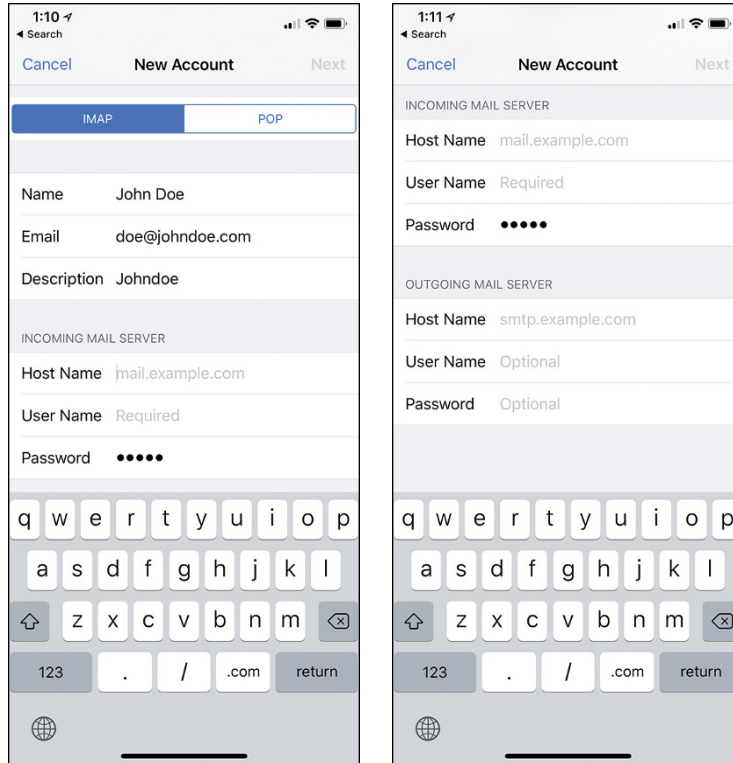 1:10
◀ Search
Cancel New Account Next
IMAP POP
Name John Doe
Email doe@johndoe.com
Description Johndoe
INCOMING MAIL SERVER
Host Name mail.example.com
User Name Required
Password •••••
q w e r t y u i o p
a s d f g h j k l
z x c v b n m
123 . / .com return
1:11
◀ Search
Cancel New Account Next
INCOMING MAIL SERVER
Host Name mail.example.com
User Name Required
Password •••••
OUTGOING MAIL SERVER
Host Name smtp.example.com
User Name Optional
Password Optional
q w e r t y u i o p
a s d f g h j k l
z x c v b n m
123 . / .com return